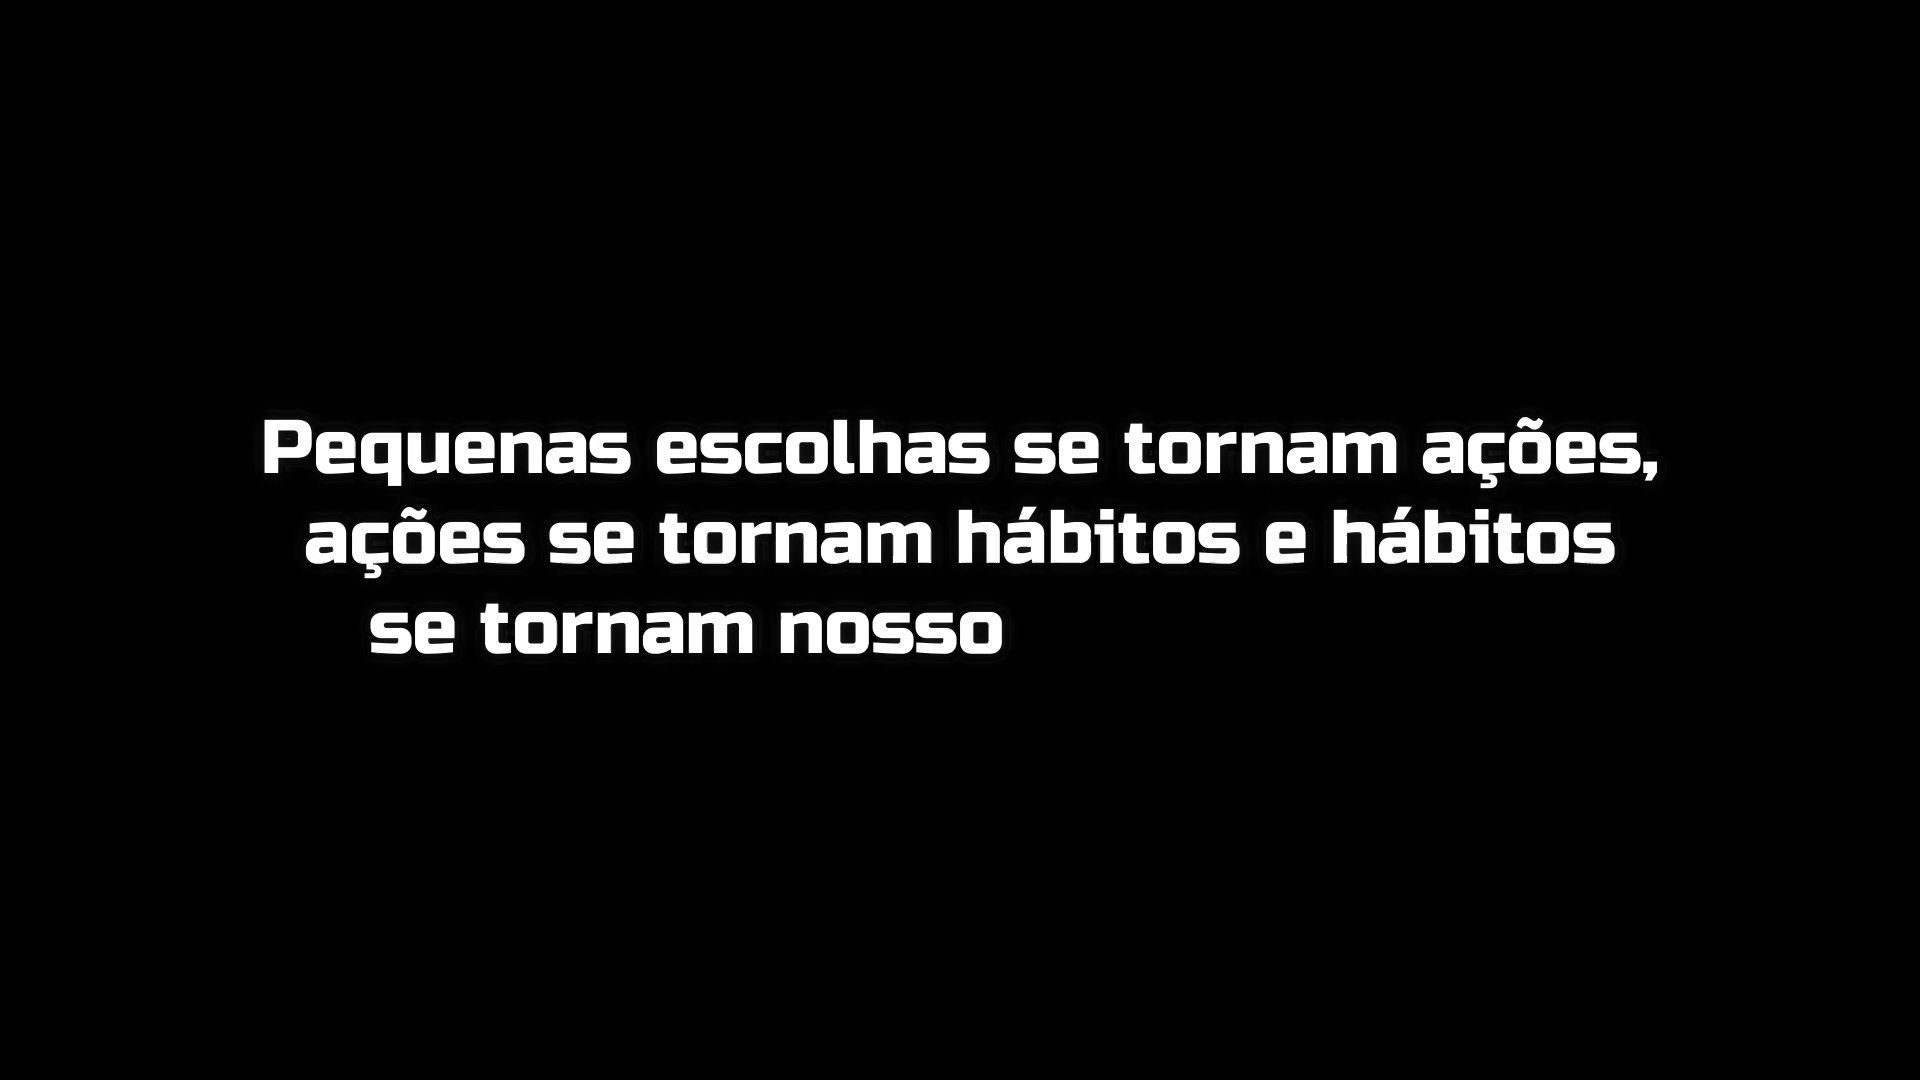 Pequenas escolhas se tornam ações,
ações se tornam hábitos e hábitos
se tornam nosso